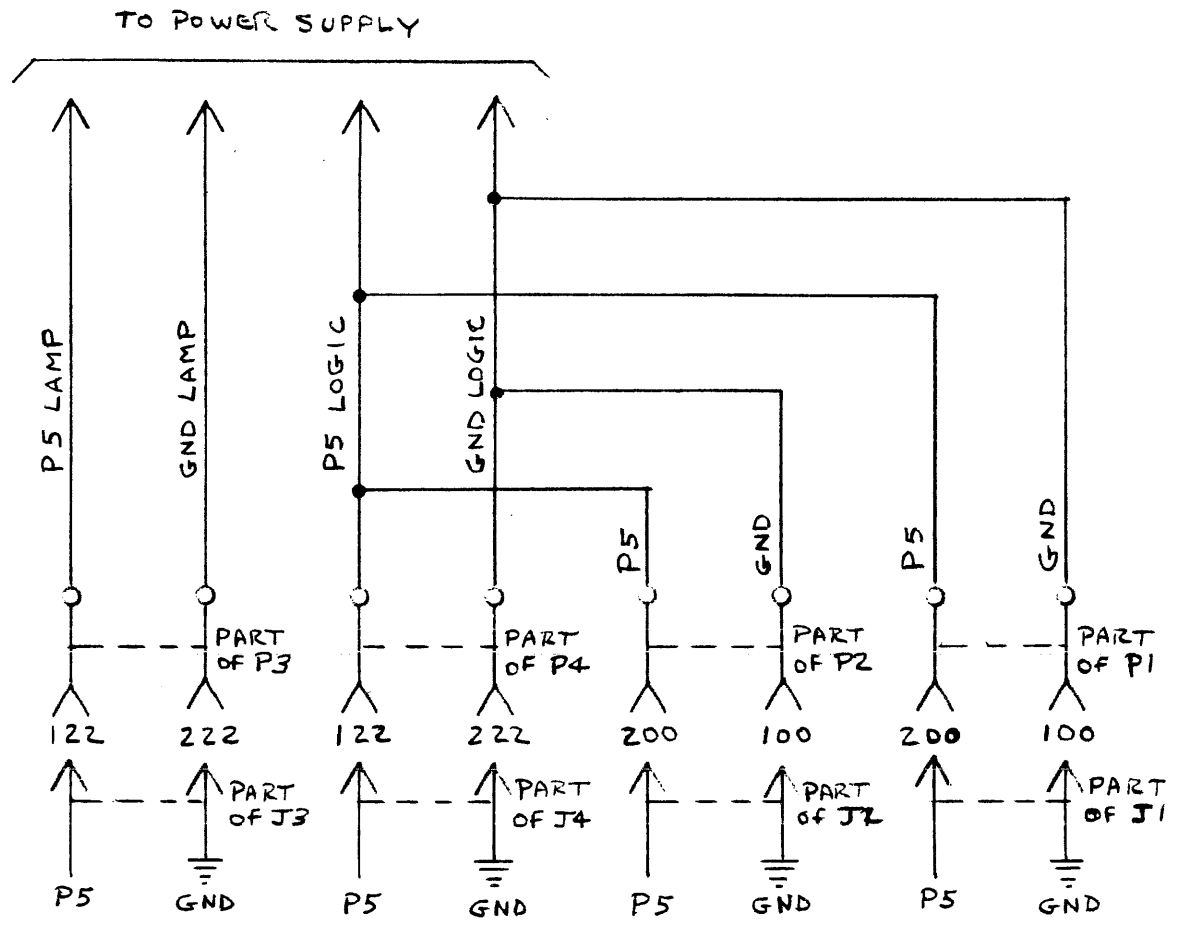 TO POWER SUPPLY
P5 LAMP
GND LAMP
P5 LOGIC
GND LOGIC
P5
GND
P5
GND
PART
OF P3
PART
OF P4
PART
OF P2
PART
OF P1
122
222
122
222
200
100
200
100
PART
OF J3
PART
OF J4
PART
OF J2
PART
OF J1
P5
GND
P5
GND
P5
GND
P5
GND